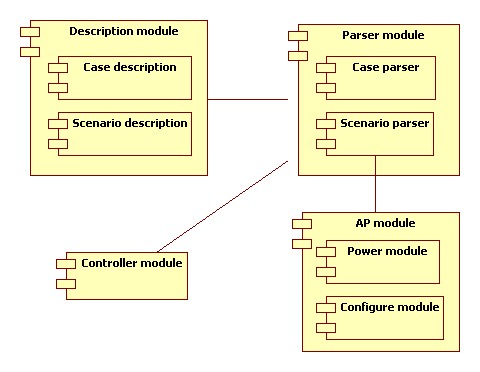 Description module
Case description
Scenario description
Parser module
Case parser
Scenario parser
Controller module
AP module
Power module
Configure module